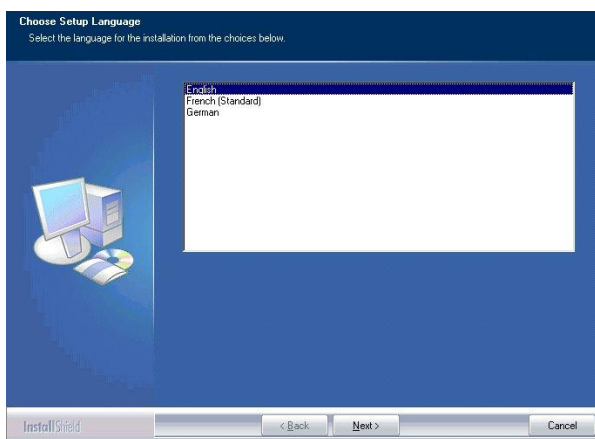 Choose Setup Language
Select the language for the installation from the choices below.
English
French (Standard)
German
InstallShield
< Back
Next >
Cancel